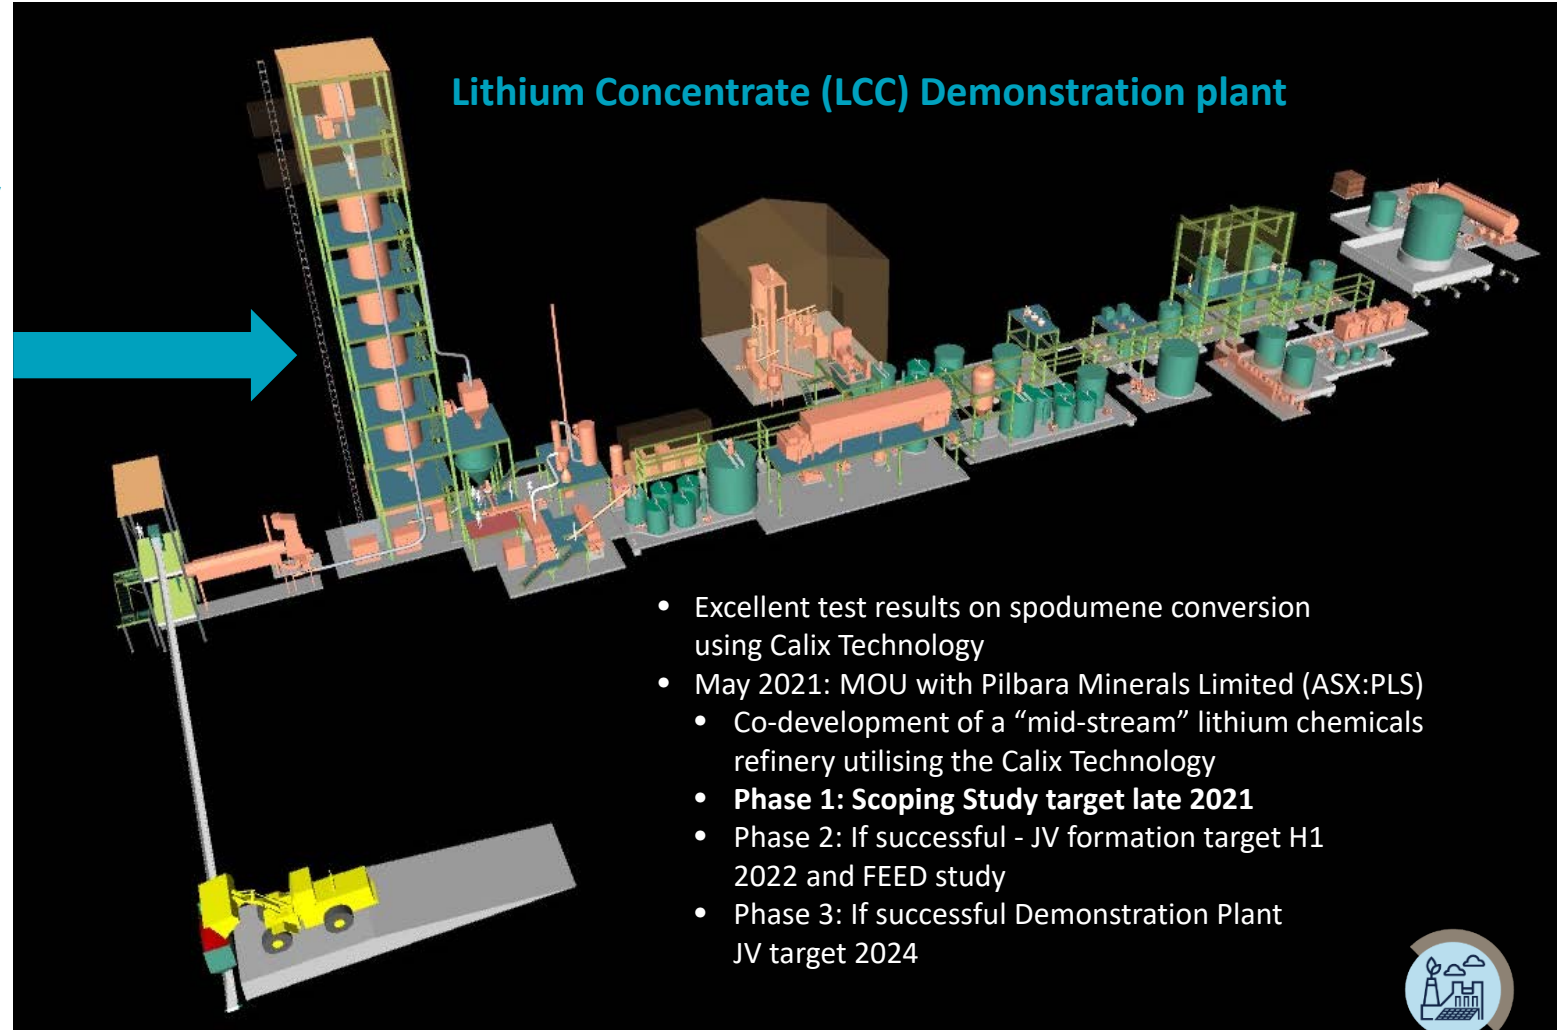 Lithium Concentrate (LCC) Demonstration plant
• Excellent test results on spodumene conversion
using Calix Technology
• May 2021: MOU with Pilbara Minerals Limited (ASX:PLS)
• Co-development of a “mid-stream” lithium chemicals
refinery utilising the Calix Technology
• Phase 1: Scoping Study target late 2021
• Phase 2: If successful - JV formation target H1
2022 and FEED study
• Phase 3: If successful Demonstration Plant
JV target 2024